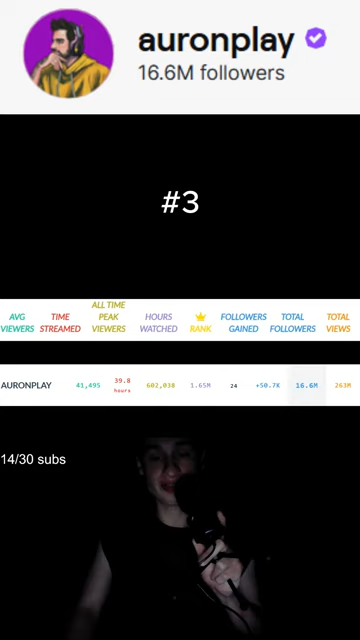 auronplay
16.6M followers
#3
AVG VIEWERS TIME STREAMED ALL TIME PEAK VIEWERS HOURS WATCHED RANK FOLLOWERS GAINED TOTAL FOLLOWERS TOTAL VIEWS
AURONPLAY 41,495 39.8 hours 602,038 1.65M 24 +50.7K 16.6M 263M
14/30 subs